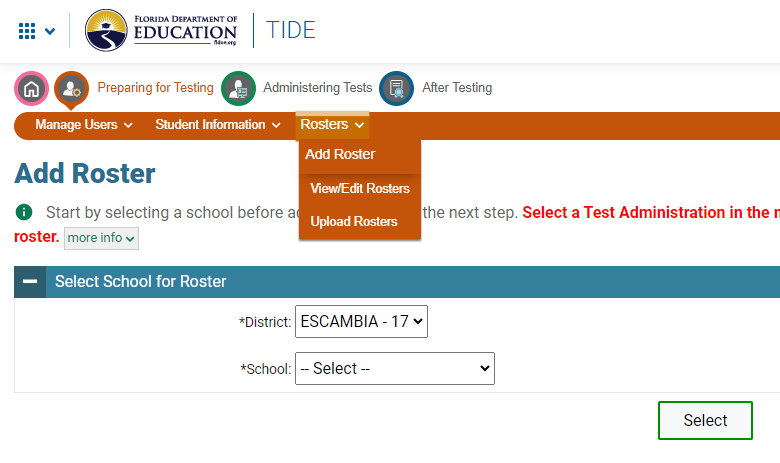 FLORIDA DEPARTMENT OF
EDUCATION
fldoe.org
TIDE
Preparing for Testing
Administering Tests
After Testing
Manage Users
Student Information
Rosters
Add Roster
View/Edit Rosters
Upload Rosters
Add Roster
Start by selecting a school before the next step. Select a Test Administration in the
roster. more info
Select School for Roster
*District: ESCAMBIA - 17
*School: -- Select --
Select